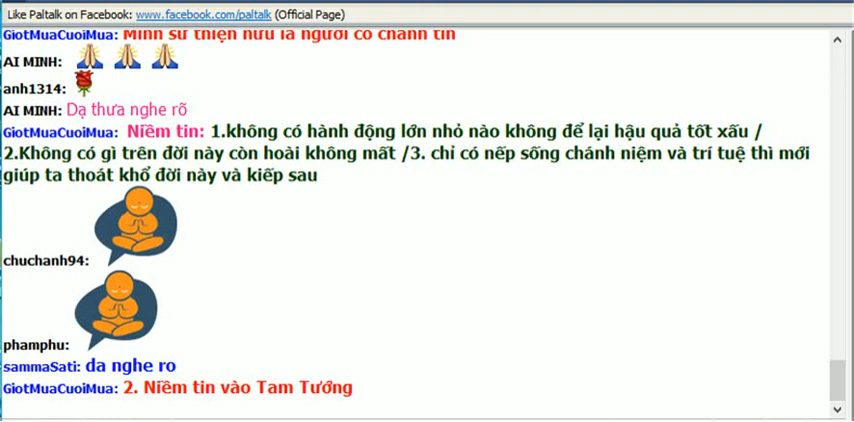 Like Paltalk on Facebook: www.facebook.com/paltalk (Official Page)
GiotMuaCuoiMua: Minh sư thiện hữu là người có chánh tín
AI MINH:
anh1314:
AI MINH: Dạ thưa nghe rõ
GiotMuaCuoiMua: Niềm tin: 1.không có hành động lớn nhỏ nào không để lại hậu quả tốt xấu /
2.Không có gì trên đời này còn hoài không mất /3. chỉ có nếp sống chánh niệm và trí tuệ thì mới
giúp ta thoát khổ đời này và kiếp sau
chuchanh94:
phamphu:
sammaSati: da nghe ro
GiotMuaCuoiMua: 2. Niềm tin vào Tam Tướng